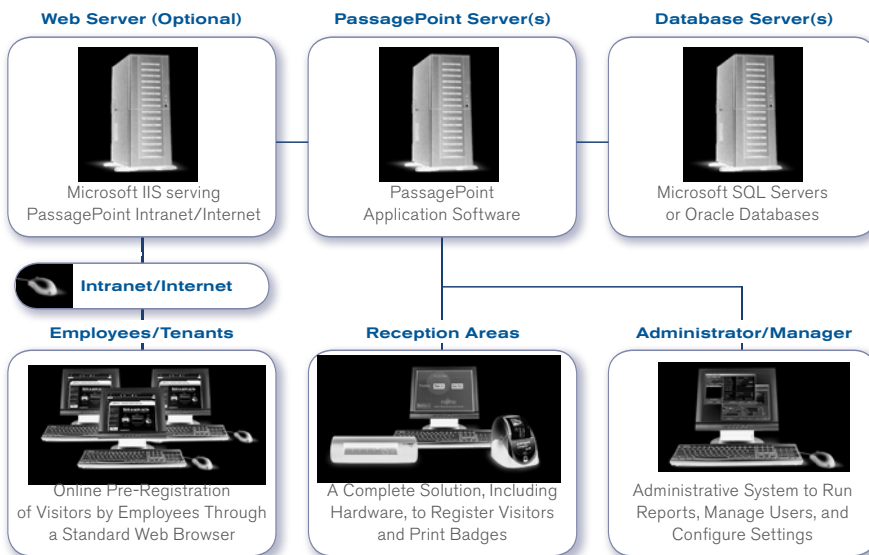 Web Server (Optional)
PassagePoint Server(s)
Database Server(s)
Microsoft IIS serving
PassagePoint Intranet/Internet
PassagePoint
Application Software
Microsoft SQL Servers
or Oracle Databases
Intranet/Internet
Employees/Tenants
Reception Areas
Administrator/Manager
Online Pre-Registration
of Visitors by Employees Through
a Standard Web Browser
A Complete Solution, Including
Hardware, to Register Visitors
and Print Badges
Administrative System to Run
Reports, Manage Users, and
Configure Settings